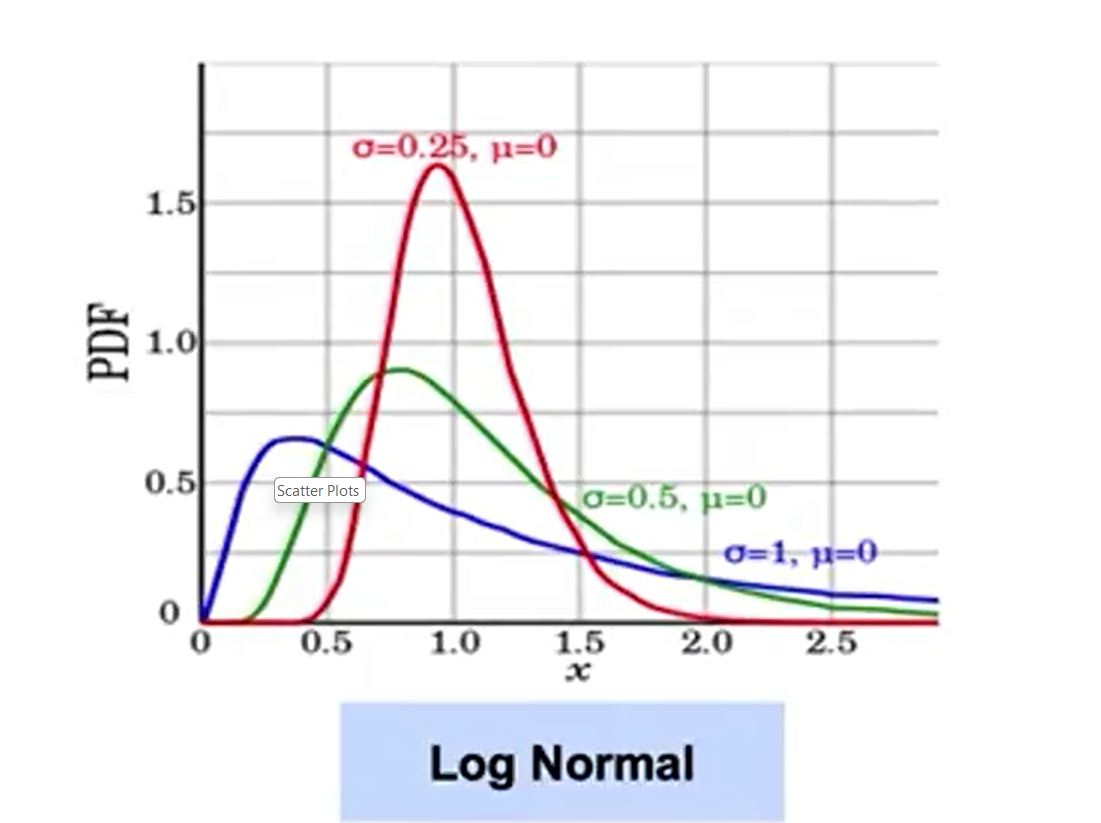 σ=0.25, μ=0
1.5
PDF
1.0
0.5
Scatter Plots
σ=0.5, μ=0
σ=1, μ=0
0
0 0.5 1.0 1.5 2.0 2.5
x
Log Normal